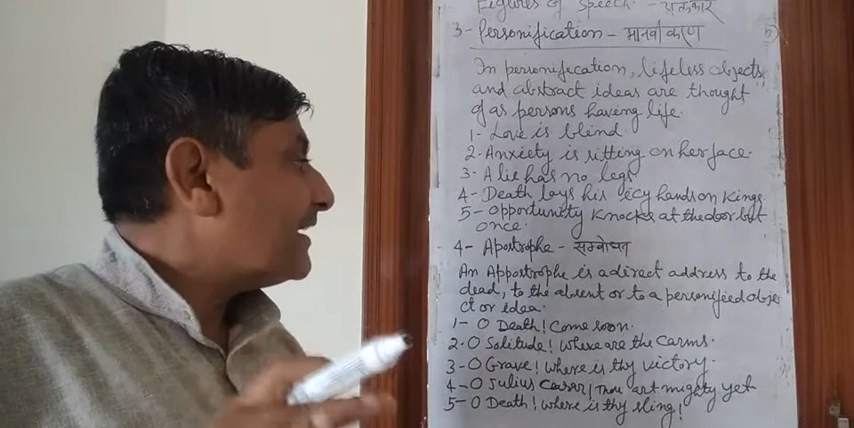 Figures of Speech - अलंकार
3- Personification - मानवीकरण
In personification, lifeless objects,
and abstract ideas are thought
of as persons having life.
1- Love is blind
2. Anxiety is sitting on her face.
3. A lie has no legs
4- Death lays his icy hands on Kings.
5- Opportunity knocks at the door but
once.
4- Apostrophe - सम्बोधन
An Appostrophe is a direct address to the
dead, to the absent or to a personified obje
ct or idea.
1- O Death! Come soon.
2. O Solitude! where are the Carms.
3- O Grave! where is thy victory.
4- O Julius Caesar! Thou art mighty yet
5- O Death! where is thy sting!